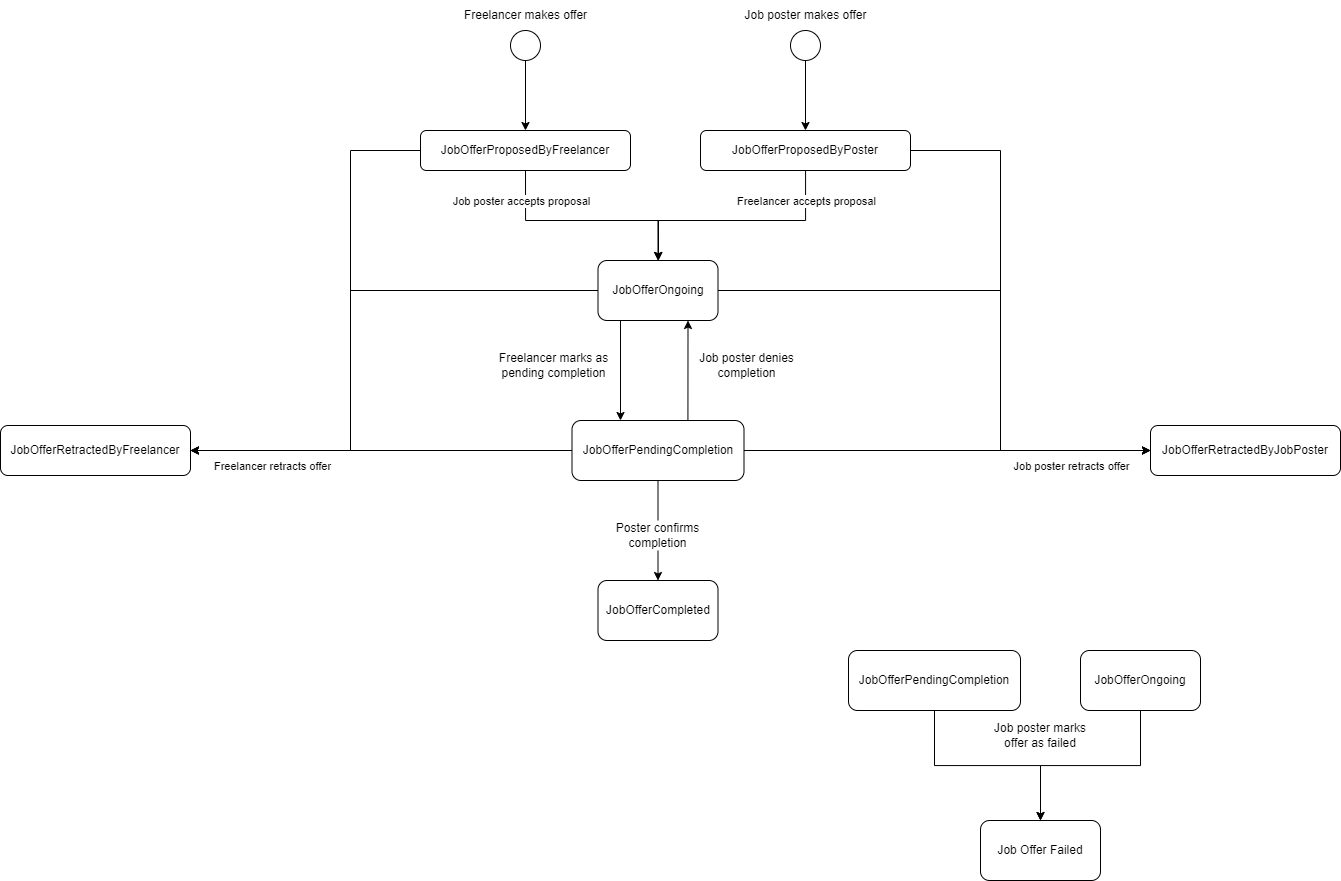 Freelancer makes offer
Job poster makes offer
JobOfferProposedByFreelancer
JobOfferProposedByPoster
Job poster accepts proposal
Freelancer accepts proposal
JobOfferOngoing
Freelancer marks as
pending completion
Job poster denies
completion
JobOfferRetractedByFreelancer
JobOfferPendingCompletion
JobOfferRetractedByJobPoster
Freelancer retracts offer
Job poster retracts offer
Poster confirms
completion
JobOfferCompleted
JobOfferPendingCompletion
JobOfferOngoing
Job poster marks
offer as failed
Job Offer Failed